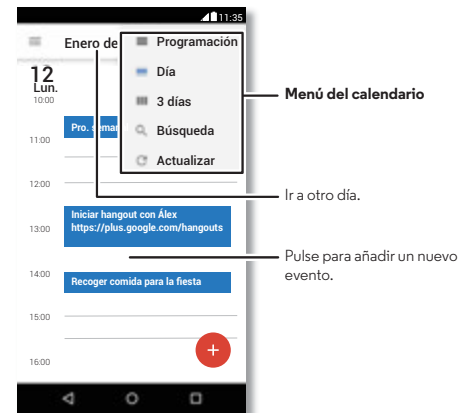 11:35
Enero de
Programación
12
Lun.
Día
3 días
Búsqueda
Actualizar
Menú del calendario
10:00
Pro.
11:00
12:00
Ir a otro día.
Iniciar hangout con Álex
https://plus.google.com/hangouts
13:00
Pulse para añadir un nuevo
evento.
14:00
Recoger comida para la fiesta
15:00
16:00